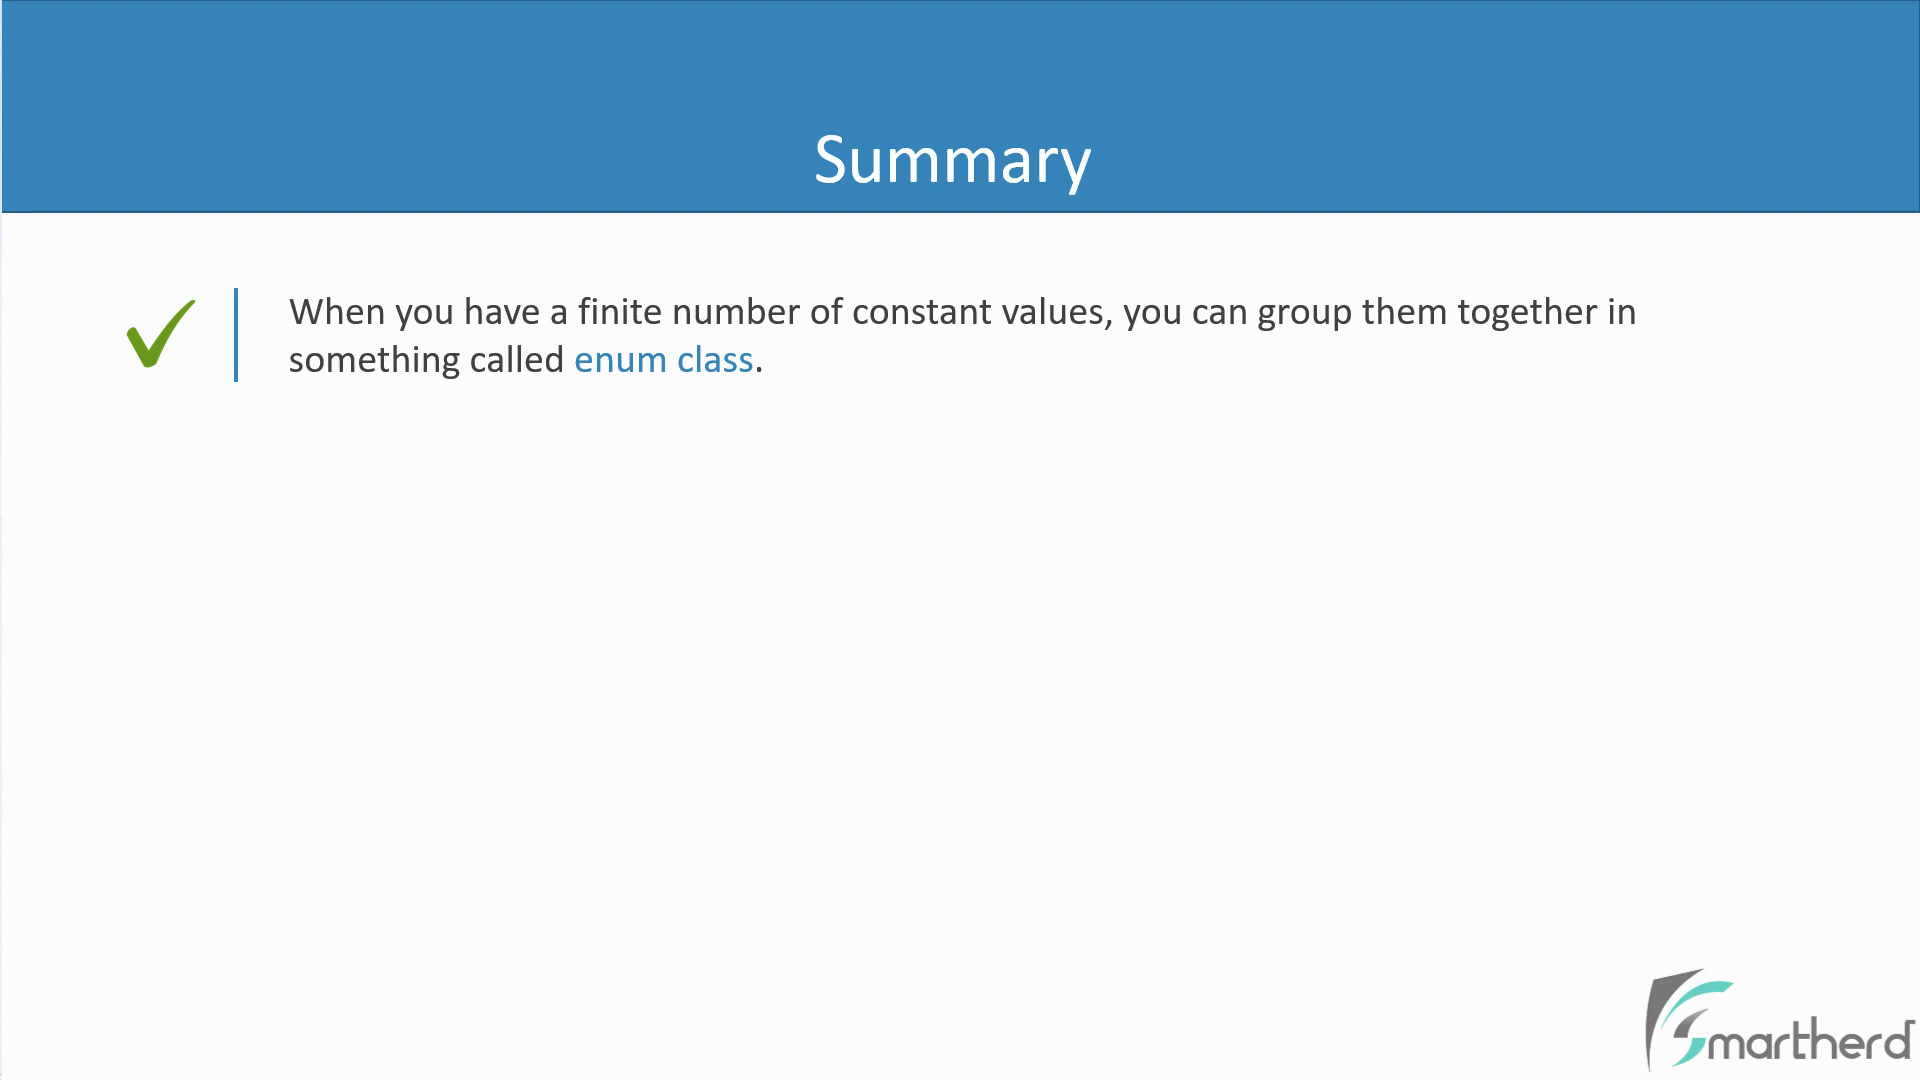 Summary
When you have a finite number of constant values, you can group them together in
something called enum class.
Smartherd